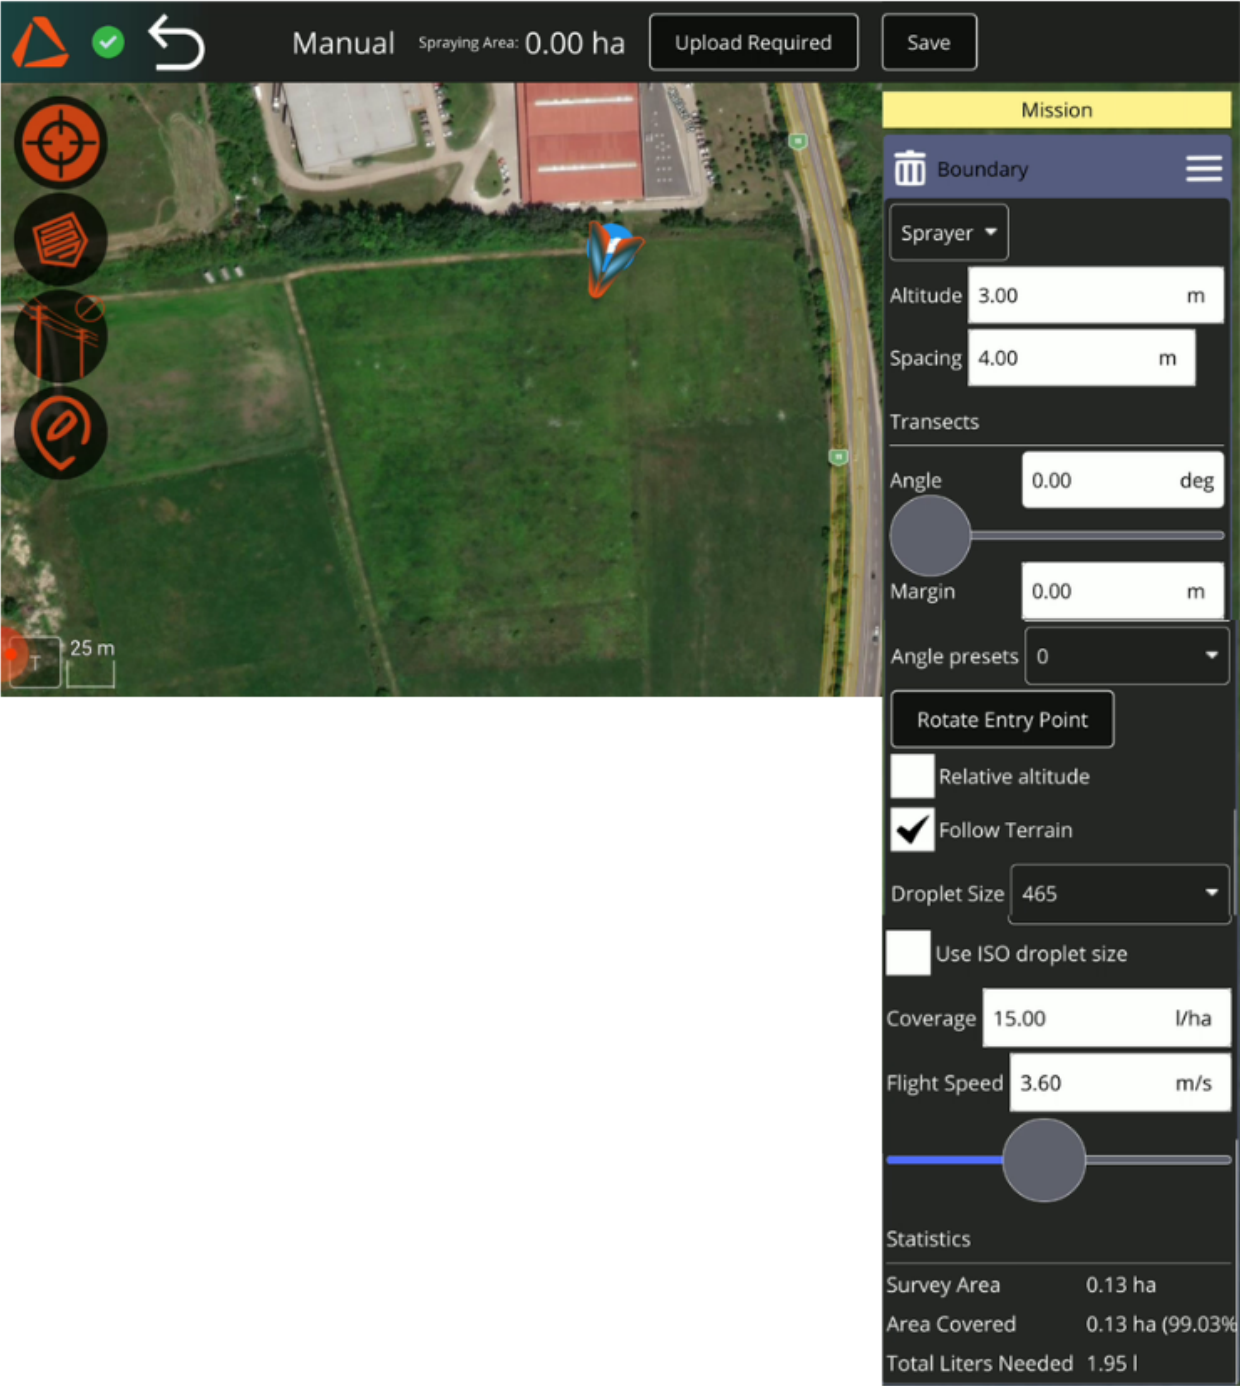 Manual Spraying Area: 0.00 ha Upload Required Save
Mission
Boundary
Sprayer
Altitude 3.00 m
Spacing 4.00 m
Transects
Angle 0.00 deg
Margin 0.00 m
Angle presets 0
Rotate Entry Point
Relative altitude
Follow Terrain
Droplet Size 465
Use ISO droplet size
Coverage 15.00 l/ha
Flight Speed 3.60 m/s
Statistics
Survey Area 0.13 ha
Area Covered 0.13 ha (99.03%
Total Liters Needed 1.95 l
T 25 m